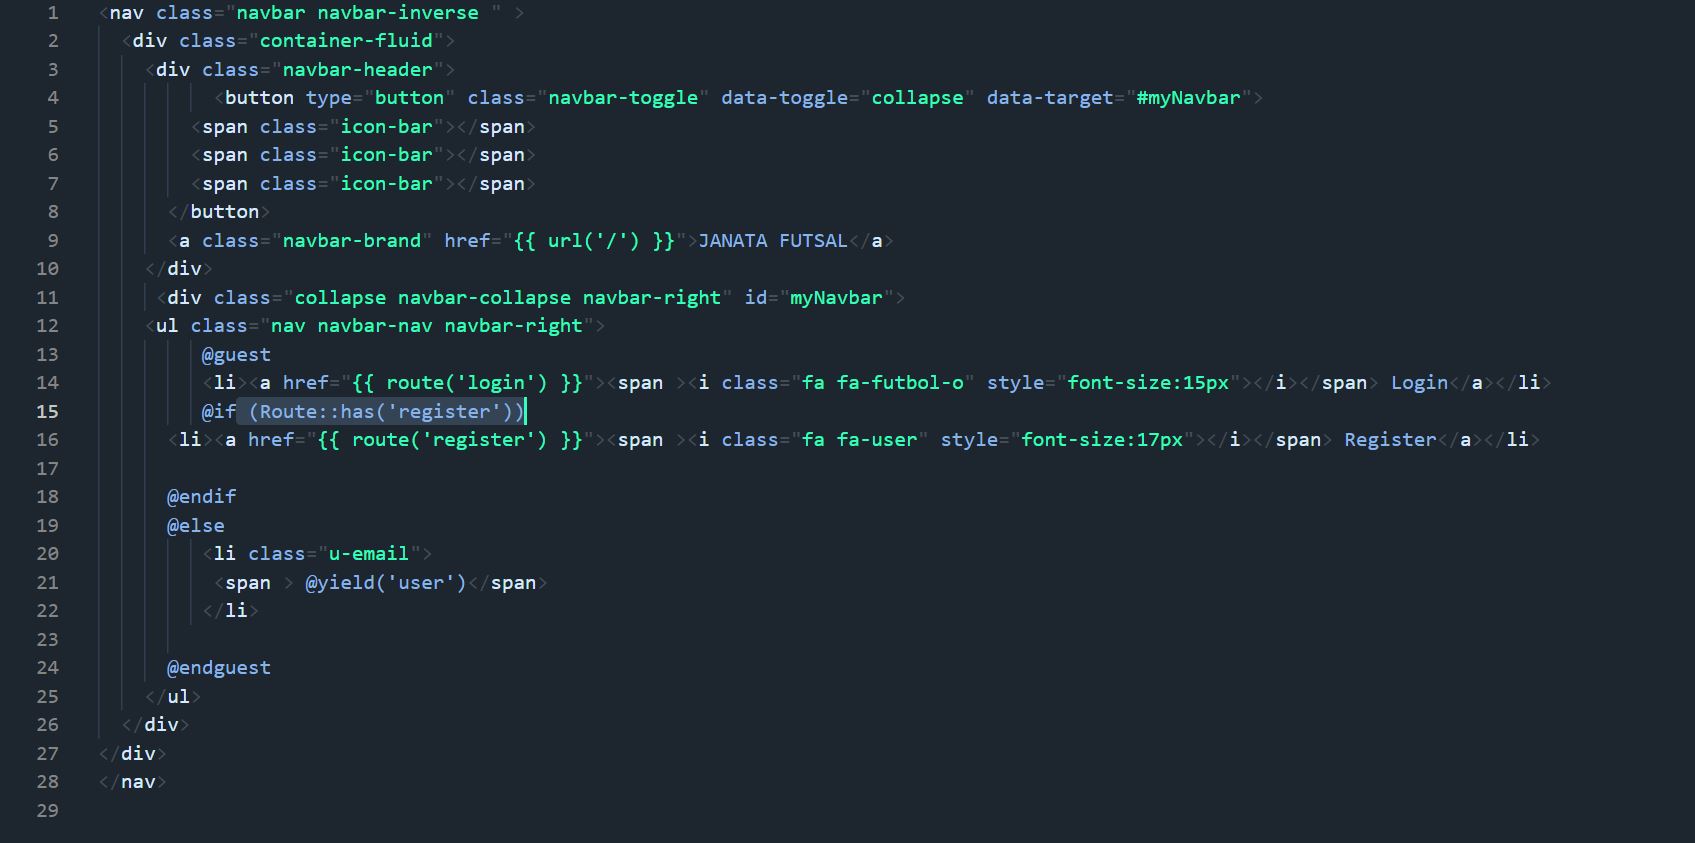 1 <nav class="navbar navbar-inverse " >
2 <div class="container-fluid">
3 <div class="navbar-header">
4 <button type="button" class="navbar-toggle" data-toggle="collapse" data-target="#myNavbar">
5 <span class="icon-bar"></span>
6 <span class="icon-bar"></span>
7 <span class="icon-bar"></span>
8 </button>
9 <a class="navbar-brand" href="{{ url('/') }}">JANATA FUTSAL</a>
10 </div>
11 <div class="collapse navbar-collapse navbar-right" id="myNavbar">
12 <ul class="nav navbar-nav navbar-right">
13 @guest
14 <li><a href="{{ route('login') }}"><span ><i class="fa fa-futbol-o" style="font-size:15px"></i></span> Login</a></li>
15 @if (Route::has('register'))
16 <li><a href="{{ route('register') }}"><span ><i class="fa fa-user" style="font-size:17px"></i></span> Register</a></li>
17
18 @endif
19 @else
20 <li class="u-email">
21 <span > @yield('user')</span>
22 </li>
23
24 @endguest
25 </ul>
26 </div>
27 </div>
28 </nav>
29